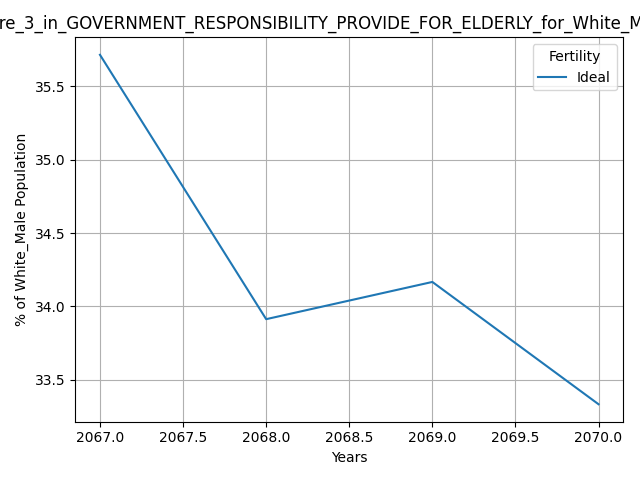 re_3_in_GOVERNMENT_RESPONSIBILITY_PROVIDE_FOR_ELDERLY_for_White_M
Fertility
Ideal
% of White_Male Population
35.5
35.0
34.5
34.0
33.5
2067.0 2067.5 2068.0 2068.5 2069.0 2069.5 2070.0
Years